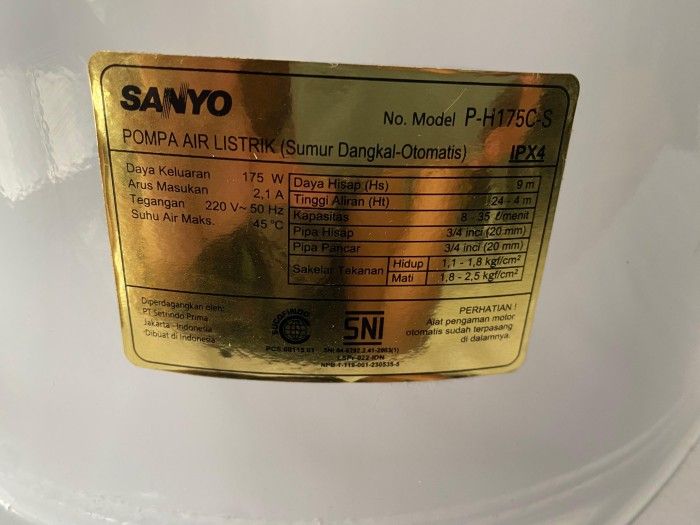 SANYO
No. Model P-H175C-S
POMPA AIR LISTRIK (Sumur Dangkal-Otomatis) IPX4
Daya Keluaran 175 W
Arus Masukan 2,1 A
Tegangan 220 V~ 50 Hz
Suhu Air Maks. 45 °C
Daya Hisap (Hs) 9 m
Tinggi Aliran (Ht) 24 - 4 m
Kapasitas 8 - 35 ℓ/menit
Pipa Hisap 3/4 inci (20 mm)
Pipa Pancar 3/4 inci (20 mm)
Sakelar Tekanan Hidup 1,1 - 1,8 kgf/cm²
Mati 1,8 - 2,5 kgf/cm²
Diperdagangkan oleh:
PT Setrindo Prima
Jakarta - Indonesia
Dibuat di Indonesia
SUCOFINDO
SNI
PERHATIAN !
Alat pengaman motor
otomatis sudah terpasang
di dalamnya.